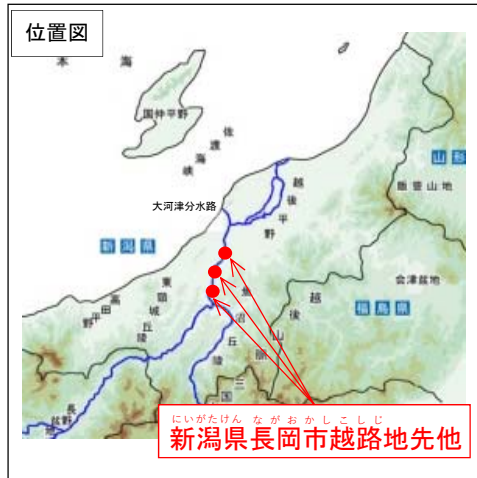 位置図
日本海
国仲平野
佐渡海峡
山形
飯豊山地
越後平野
大河津分水路
新潟県
会津盆地
東頸城丘陵
高田平野
福島県
魚沼丘陵
越後山脈
三国
長野盆地
にいがたけん ながおかしこしじ
新潟県長岡市越路地先他